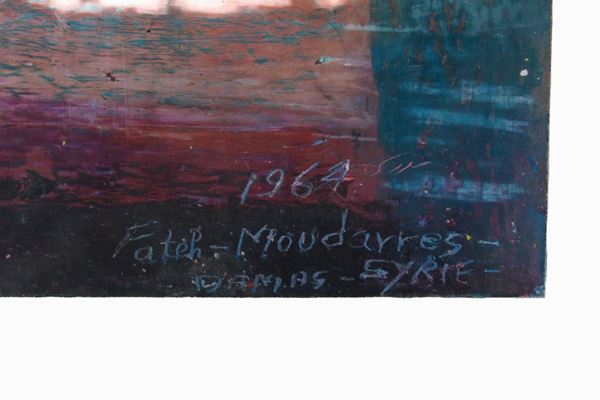 1964
Fateh-Moudarres-
DAMAS-SYRIE-